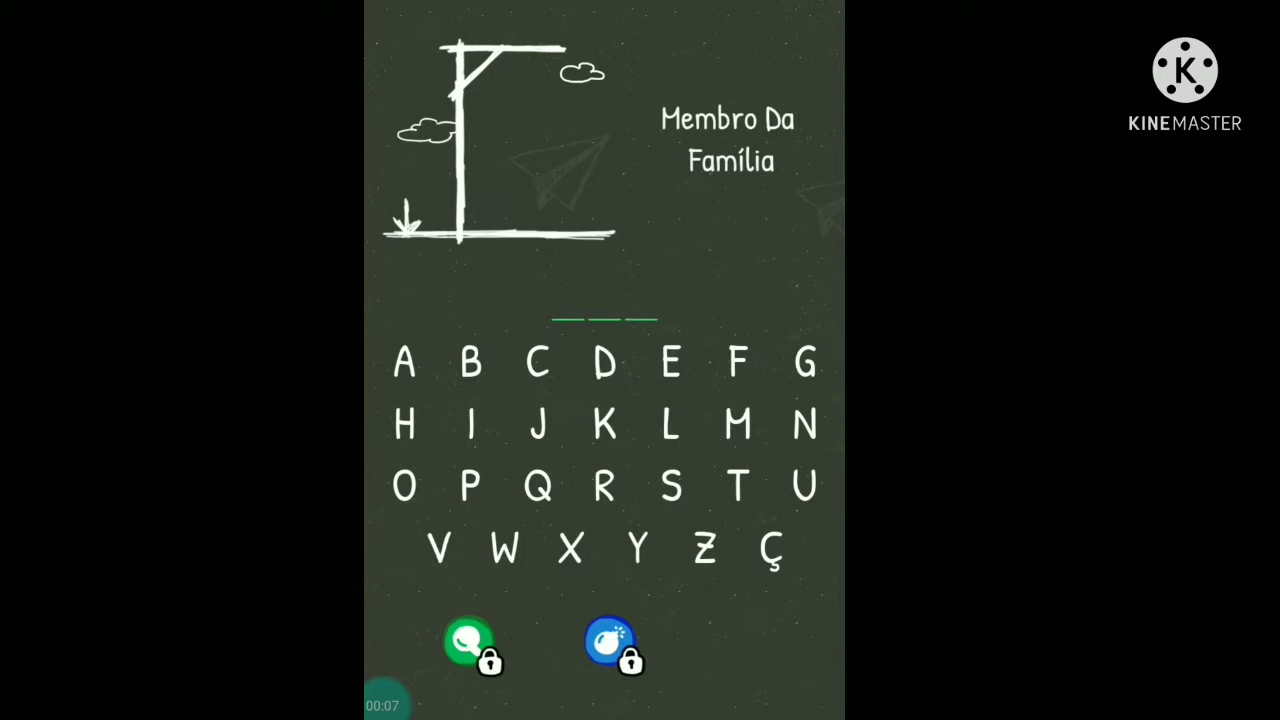 KINEMASTER
Membro Da
Família
A B C D E F G
H I J K L M N
O P Q R S T U
V W X Y Z Ç
00:07